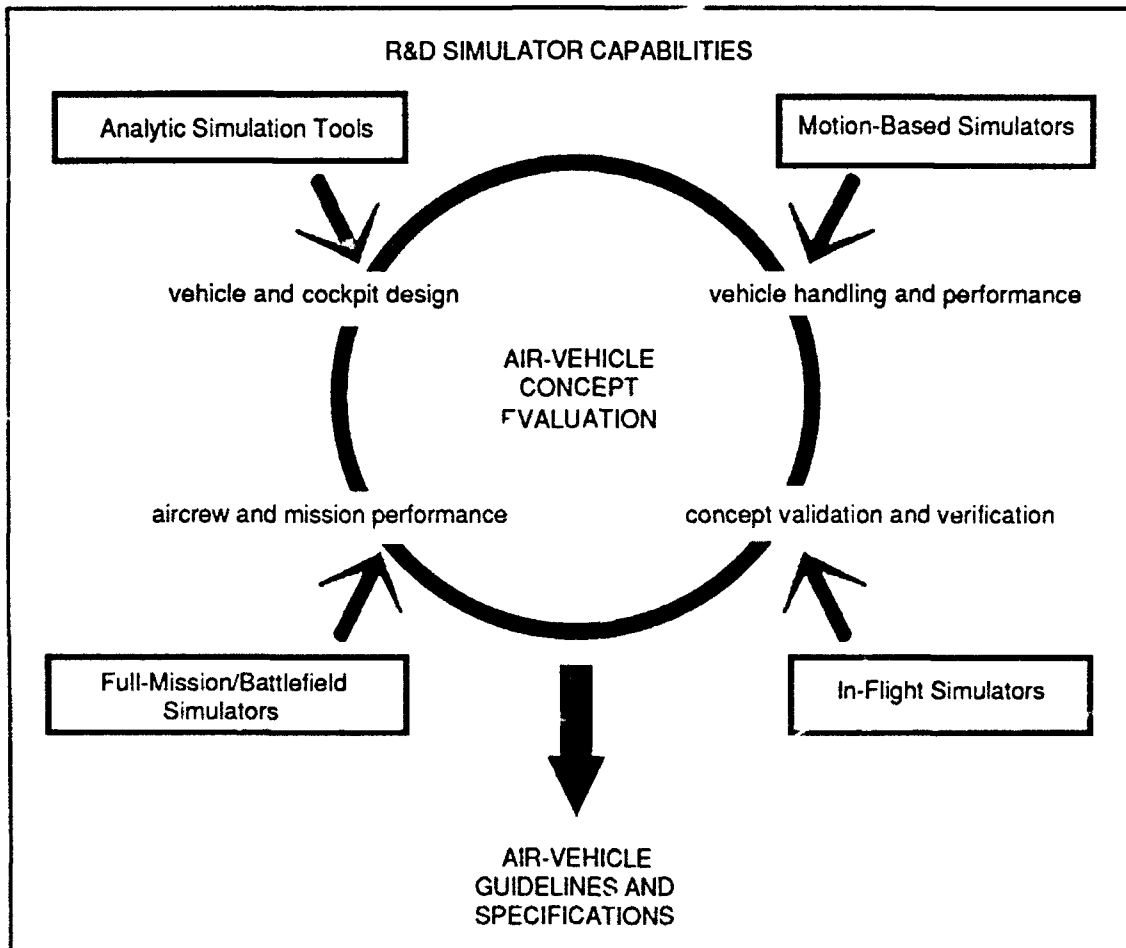 R&D SIMULATOR CAPABILITIES
Analytic Simulation Tools
Motion-Based Simulators
vehicle and cockpit design
vehicle handling and performance
AIR-VEHICLE
CONCEPT
EVALUATION
aircrew and mission performance
concept validation and verification
Full-Mission/Battlefield
Simulators
In-Flight Simulators
AIR-VEHICLE
GUIDELINES AND
SPECIFICATIONS